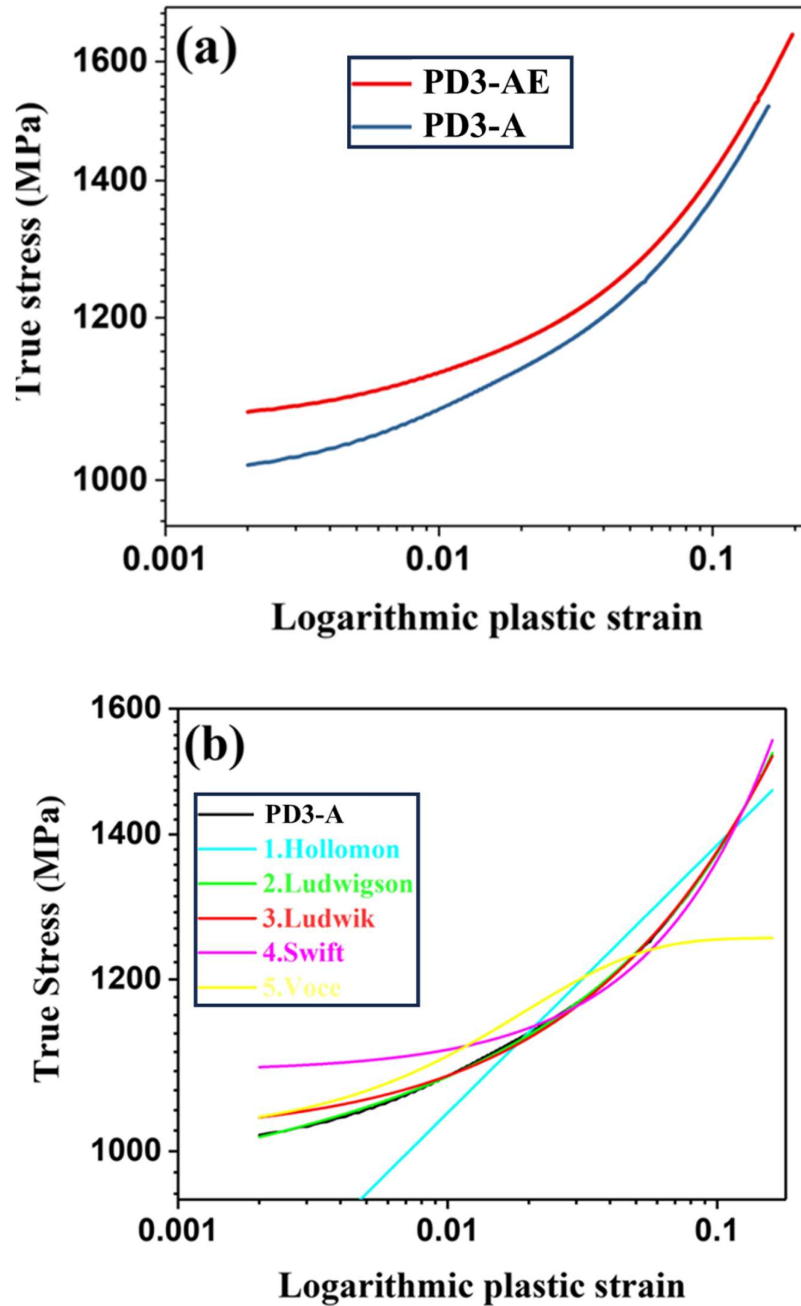 (a)
PD3-AE
PD3-A
1600
1400
1200
1000
True stress (MPa)
0.001
0.01
0.1
Logarithmic plastic strain
(b)
PD3-A
1.Hollomon
2.Ludwigson
3.Ludwik
4.Swift
5.Voce
1600
1400
1200
1000
True Stress (MPa)
0.001
0.01
0.1
Logarithmic plastic strain